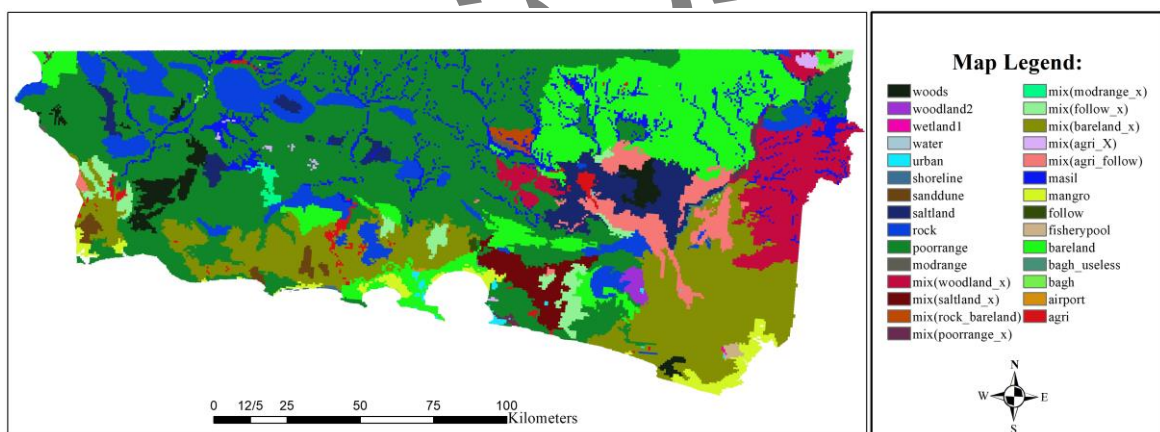 Map Legend:
woods
woodland2
wetland1
water
urban
shoreline
sanddune
saltland
rock
poorrange
modrange
mix(woodland_x)
mix(saltland_x)
mix(rock_bareland)
mix(poorrange_x)
mix(modrange_x)
mix(follow_x)
mix(bareland_x)
mix(agri_X)
mix(agri_follow)
masil
mangro
follow
fisherypool
bareland
bagh_useless
bagh
airport
agri
N
W E
S
0 12/5 25 50 75 100
Kilometers